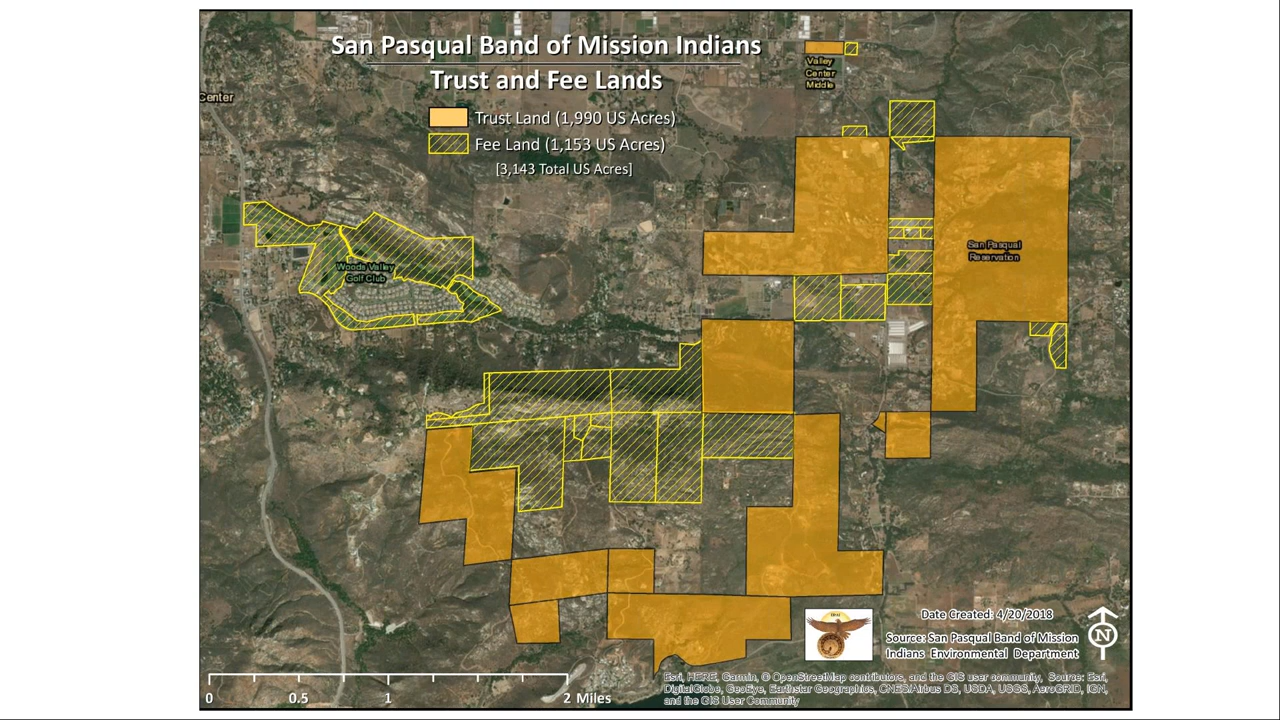 San Pasqual Band of Mission Indians
Trust and Fee Lands
Trust Land (1,990 US Acres)
Fee Land (1,153 US Acres)
[3,143 Total US Acres]
Valley
Center
Middle
Center
San Pasqual
Reservation
Woods Valley
Golf Club
Date Created: 4/20/2018
Source: San Pasqual Band of Mission
Indians Environmental Department
N
0 0.5 1 2 Miles
Esri, HERE, Garmin, © OpenStreetMap contributors, and the GIS user community, Source: Esri,
DigitalGlobe, GeoEye, Earthstar Geographics, CNES/Airbus DS, USDA, USGS, AeroGRID, IGN,
and the GIS User Community